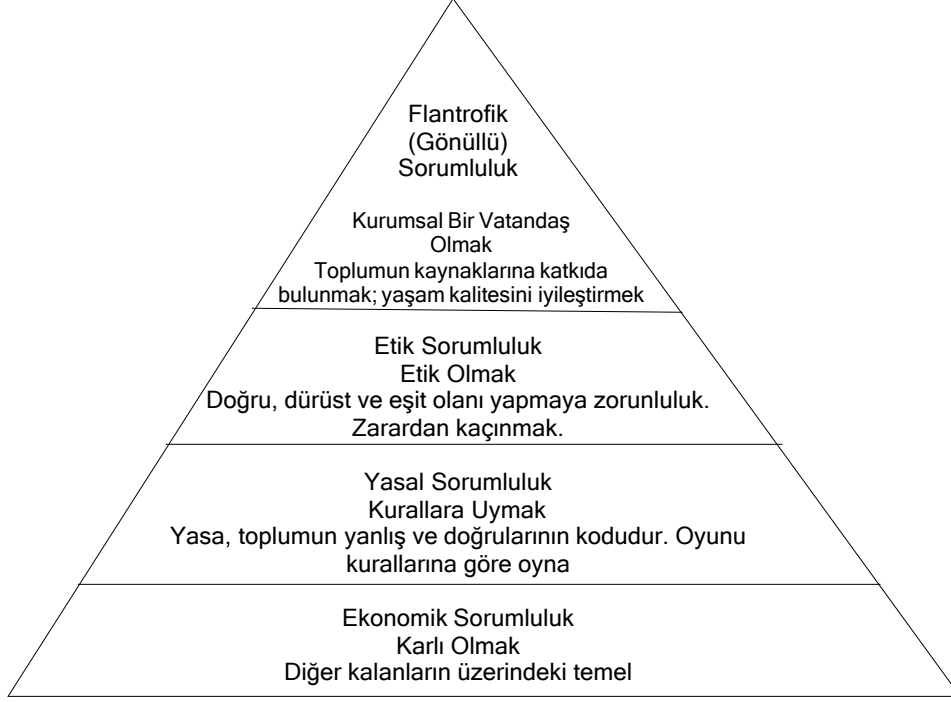 Flantrofik
(Gönüllü)
Sorumluluk
Kurumsal Bir Vatandaş
Olmak
Toplumun kaynaklarına katkıda
bulunmak; yaşam kalitesini iyileştirmek
Etik Sorumluluk
Etik Olmak
Doğru, dürüst ve eşit olanı yapmaya zorunluluk.
Zarardan kaçınmak.
Yasal Sorumluluk
Kurallara Uymak
Yasa, toplumun yanlış ve doğrularının kodudur. Oyunu
kurallarına göre oyna
Ekonomik Sorumluluk
Karlı Olmak
Diğer kalanların üzerindeki temel